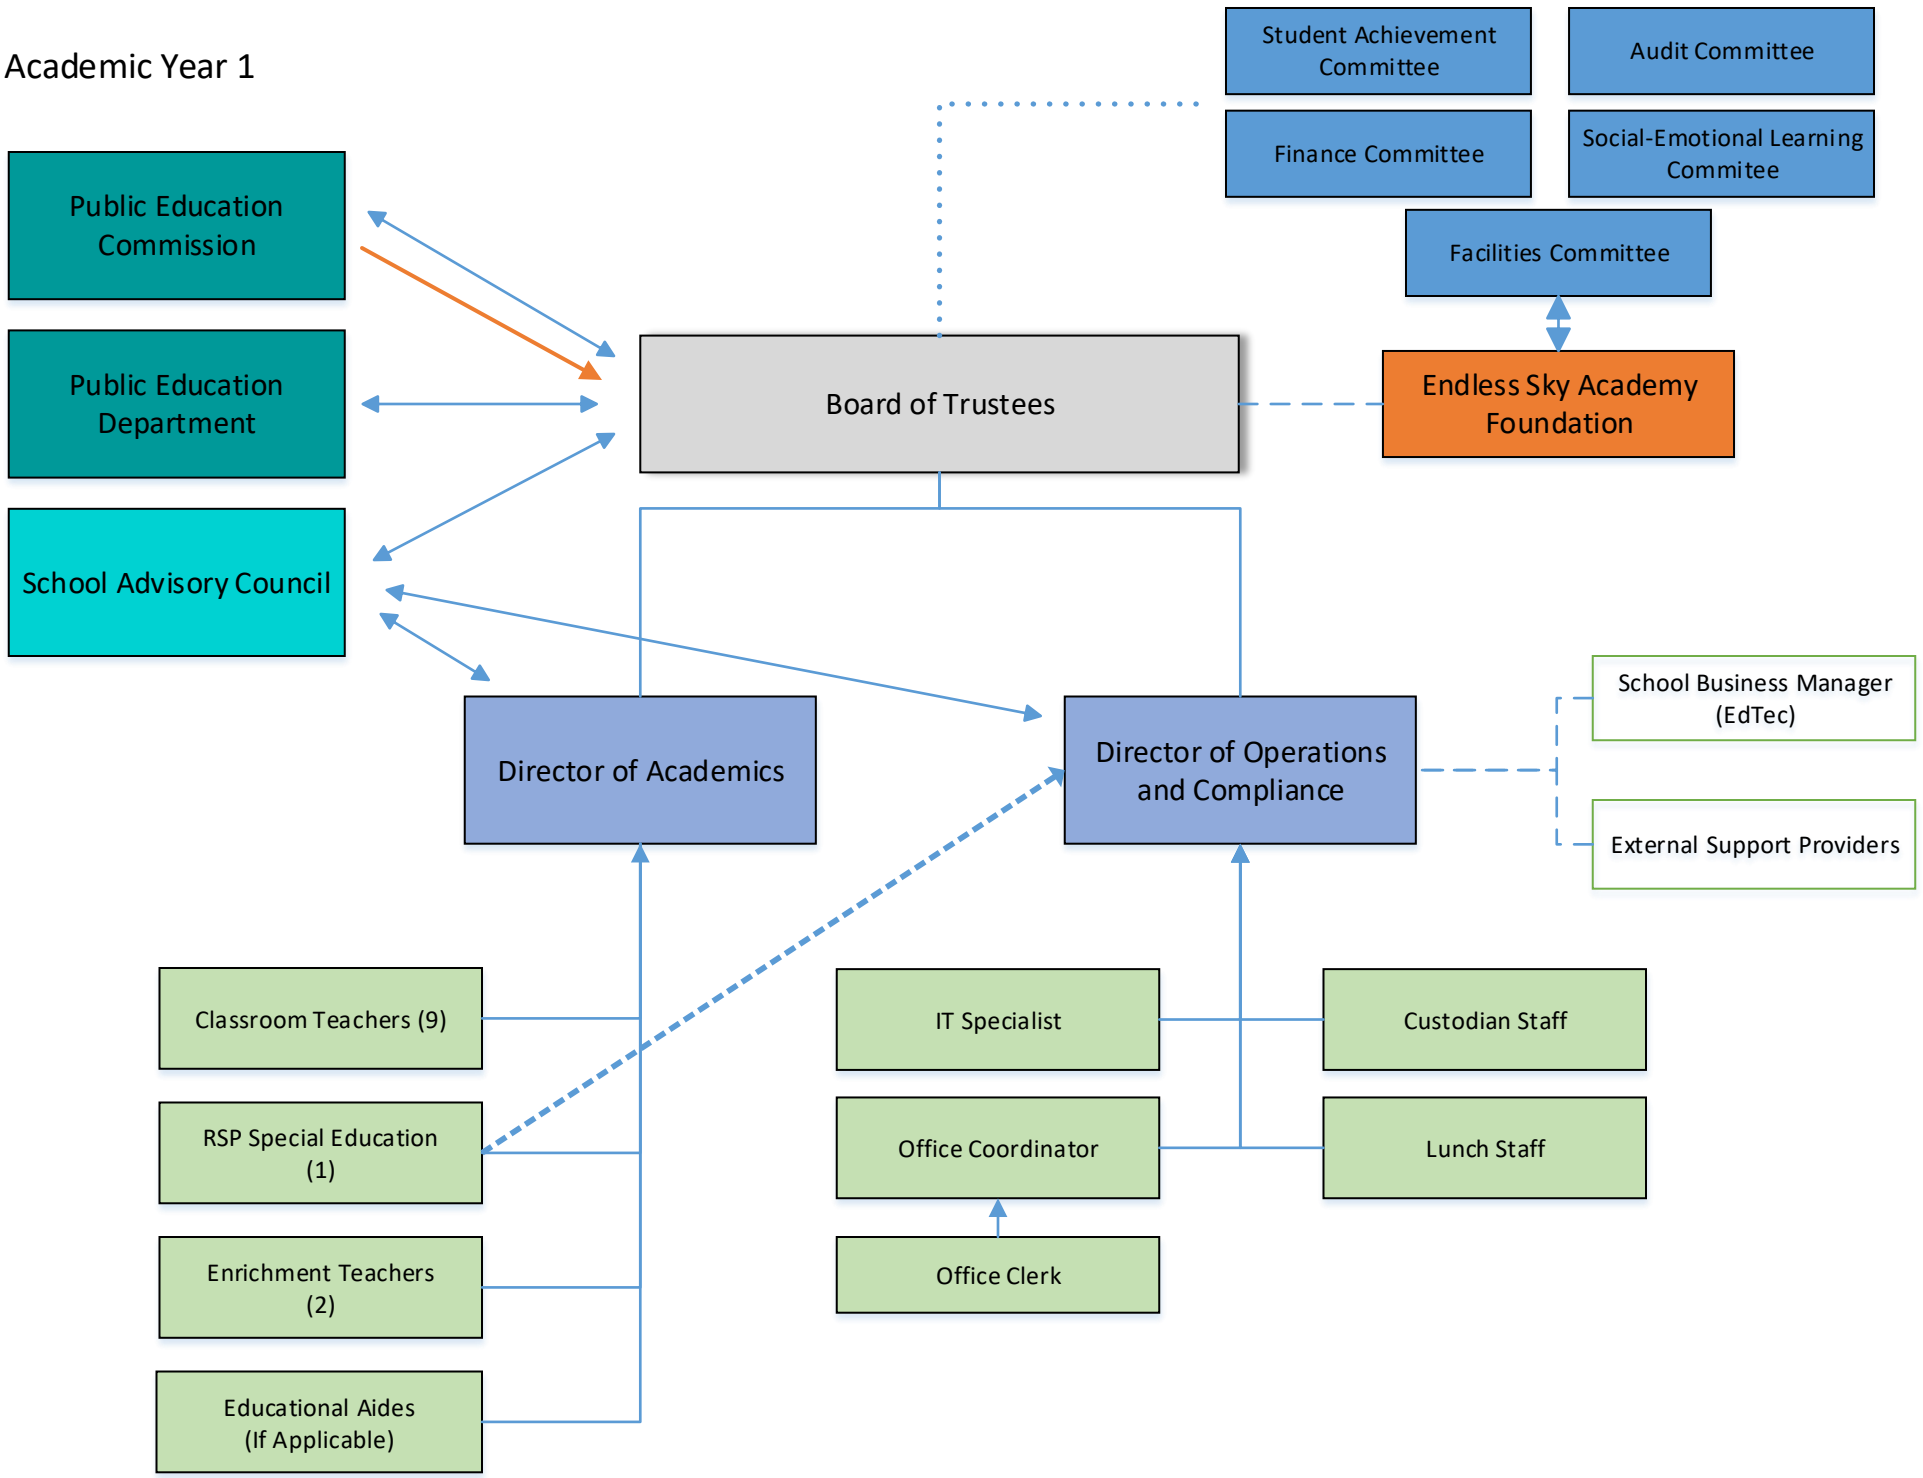 Academic Year 1
Student Achievement
Committee
Audit Committee
Finance Committee
Social-Emotional Learning
Commitee
Facilities Committee
Public Education
Commission
Public Education
Department
School Advisory Council
Board of Trustees
Endless Sky Academy
Foundation
Director of Academics
Director of Operations
and Compliance
School Business Manager
(EdTec)
External Support Providers
Classroom Teachers (9)
RSP Special Education
(1)
Enrichment Teachers
(2)
Educational Aides
(If Applicable)
IT Specialist
Custodian Staff
Office Coordinator
Lunch Staff
Office Clerk